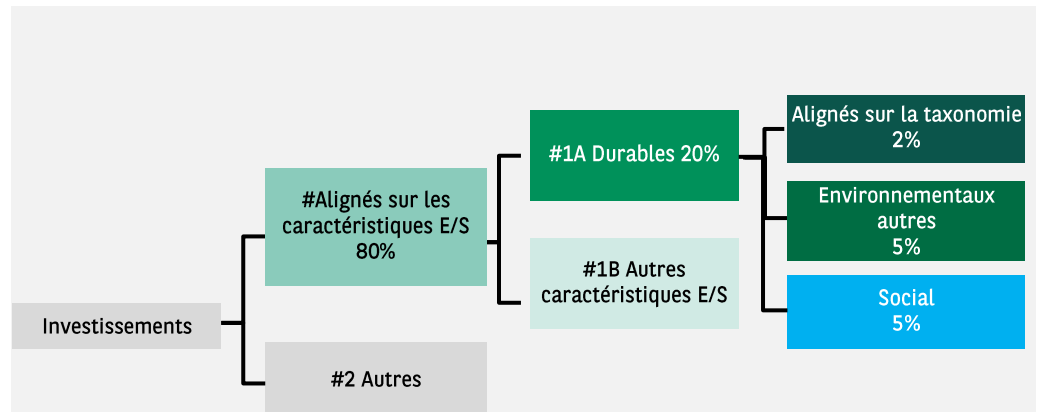 Alignés sur la taxonomie
2%
#1A Durables 20%
#Alignés sur les
caractéristiques E/S
80%
Environnementaux
autres
5%
#1B Autres
caractéristiques E/S
Social
5%
Investissements
#2 Autres